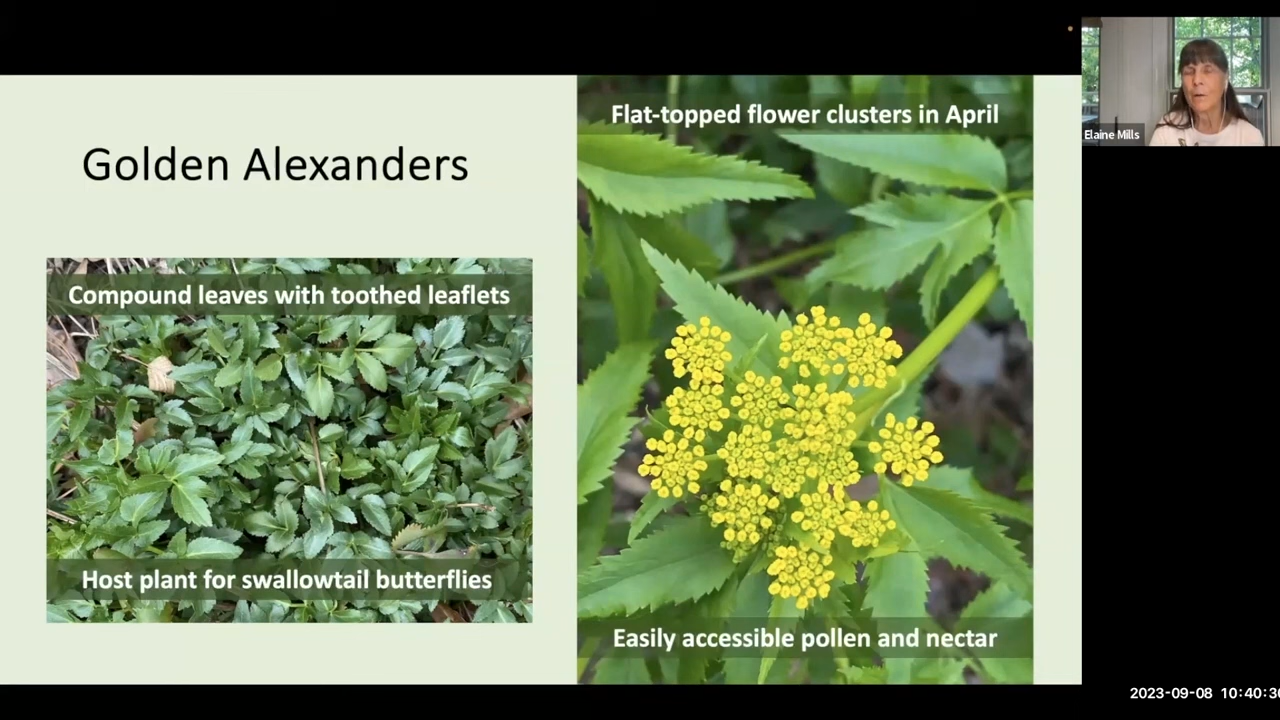 Golden Alexanders
Compound leaves with toothed leaflets
Host plant for swallowtail butterflies
Flat-topped flower clusters in April
Easily accessible pollen and nectar
Elaine Mills
2023-09-08 10:40:30